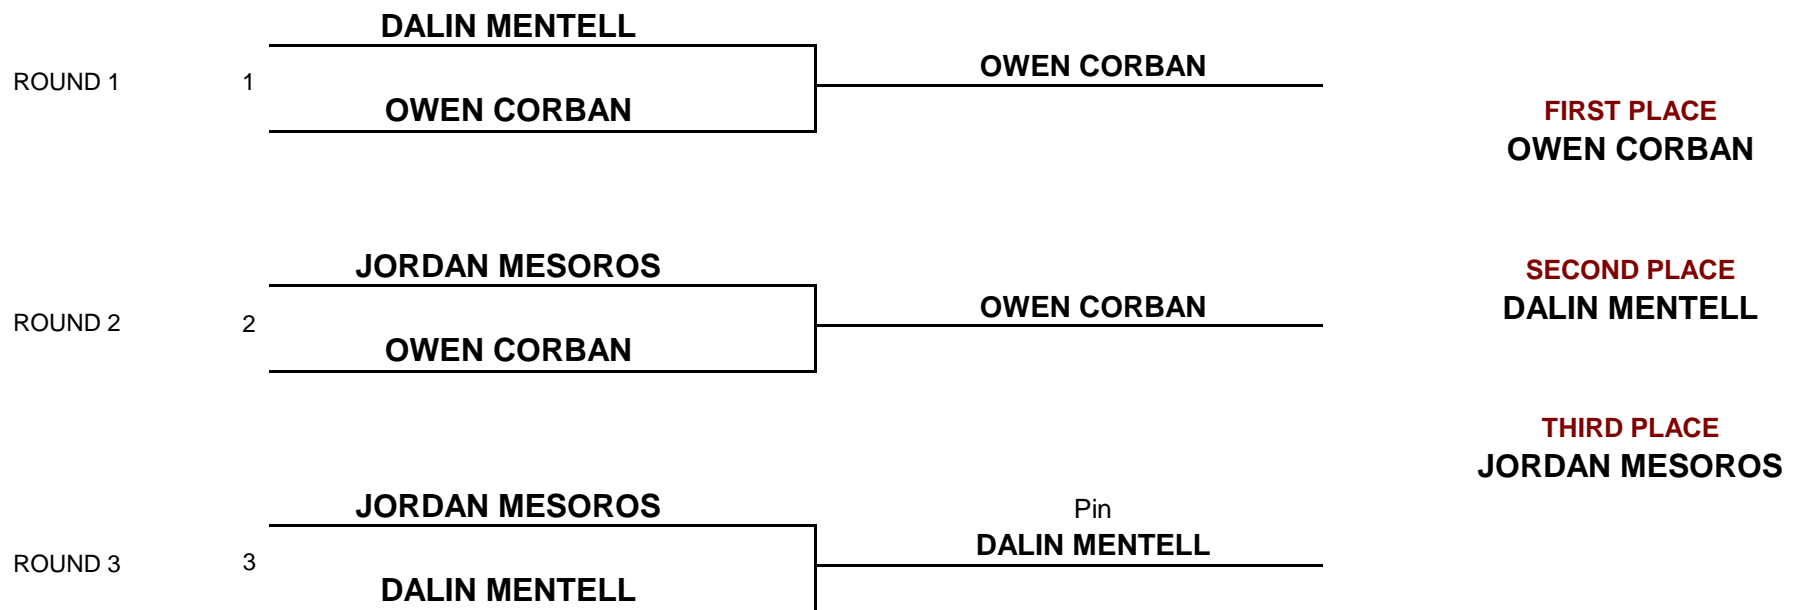 DALIN MENTELL
OWEN CORBAN
ROUND 1
1
OWEN CORBAN
FIRST PLACE
OWEN CORBAN
JORDAN MESOROS
SECOND PLACE
OWEN CORBAN
DALIN MENTELL
ROUND 2
2
OWEN CORBAN
THIRD PLACE
JORDAN MESOROS
JORDAN MESOROS
Pin
DALIN MENTELL
ROUND 3
3
DALIN MENTELL